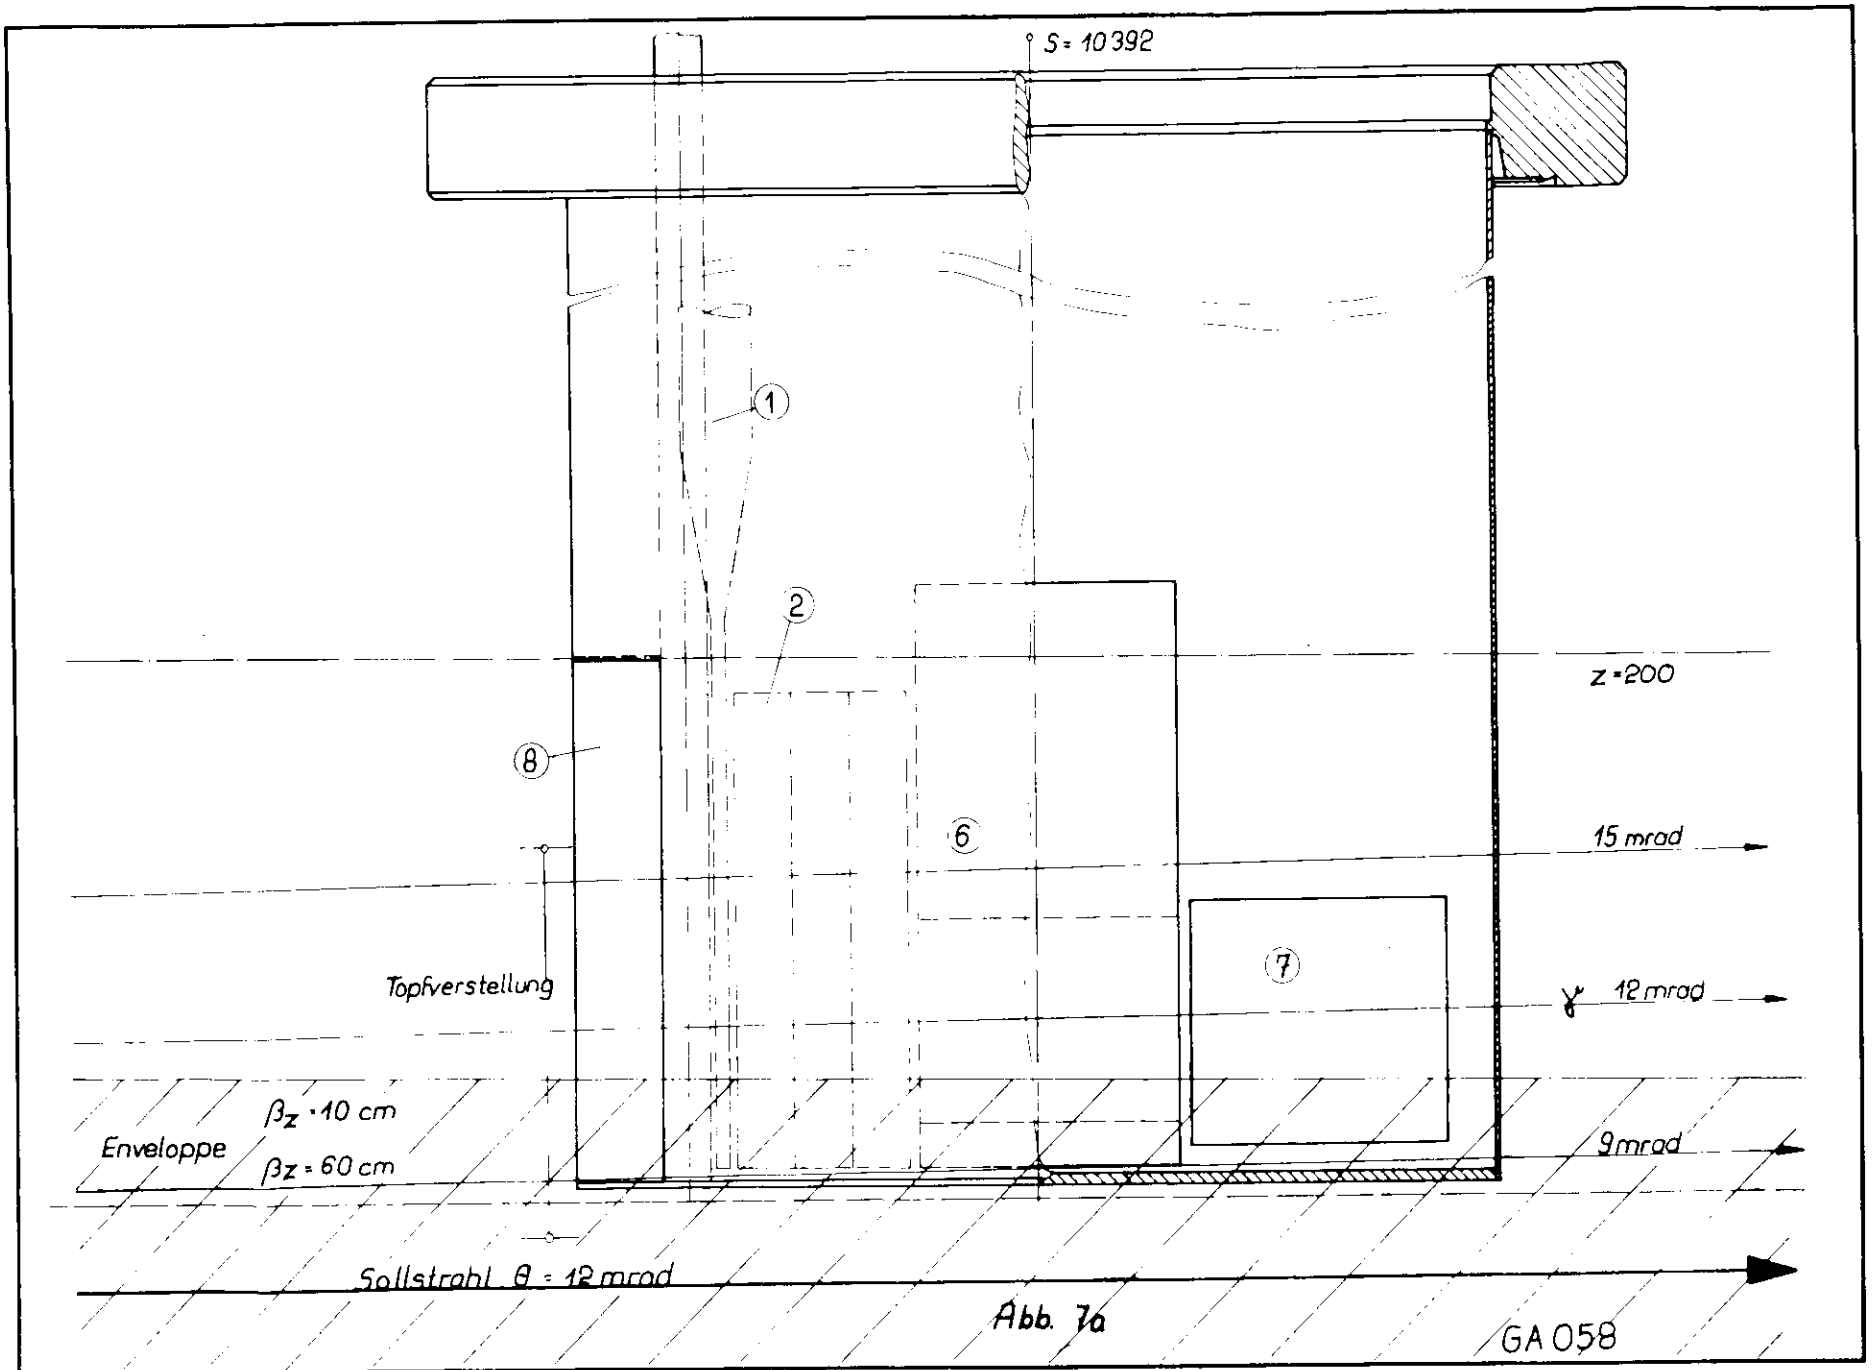 S = 10392
1
2
z = 200
8
6
15 mrad
7
Topfverstellung
γ 12 mrad
βz = 10 cm
Enveloppe
9 mrad
βz = 60 cm
Sollstrahl θ = 12 mrad
Abb. 7a
GA 058